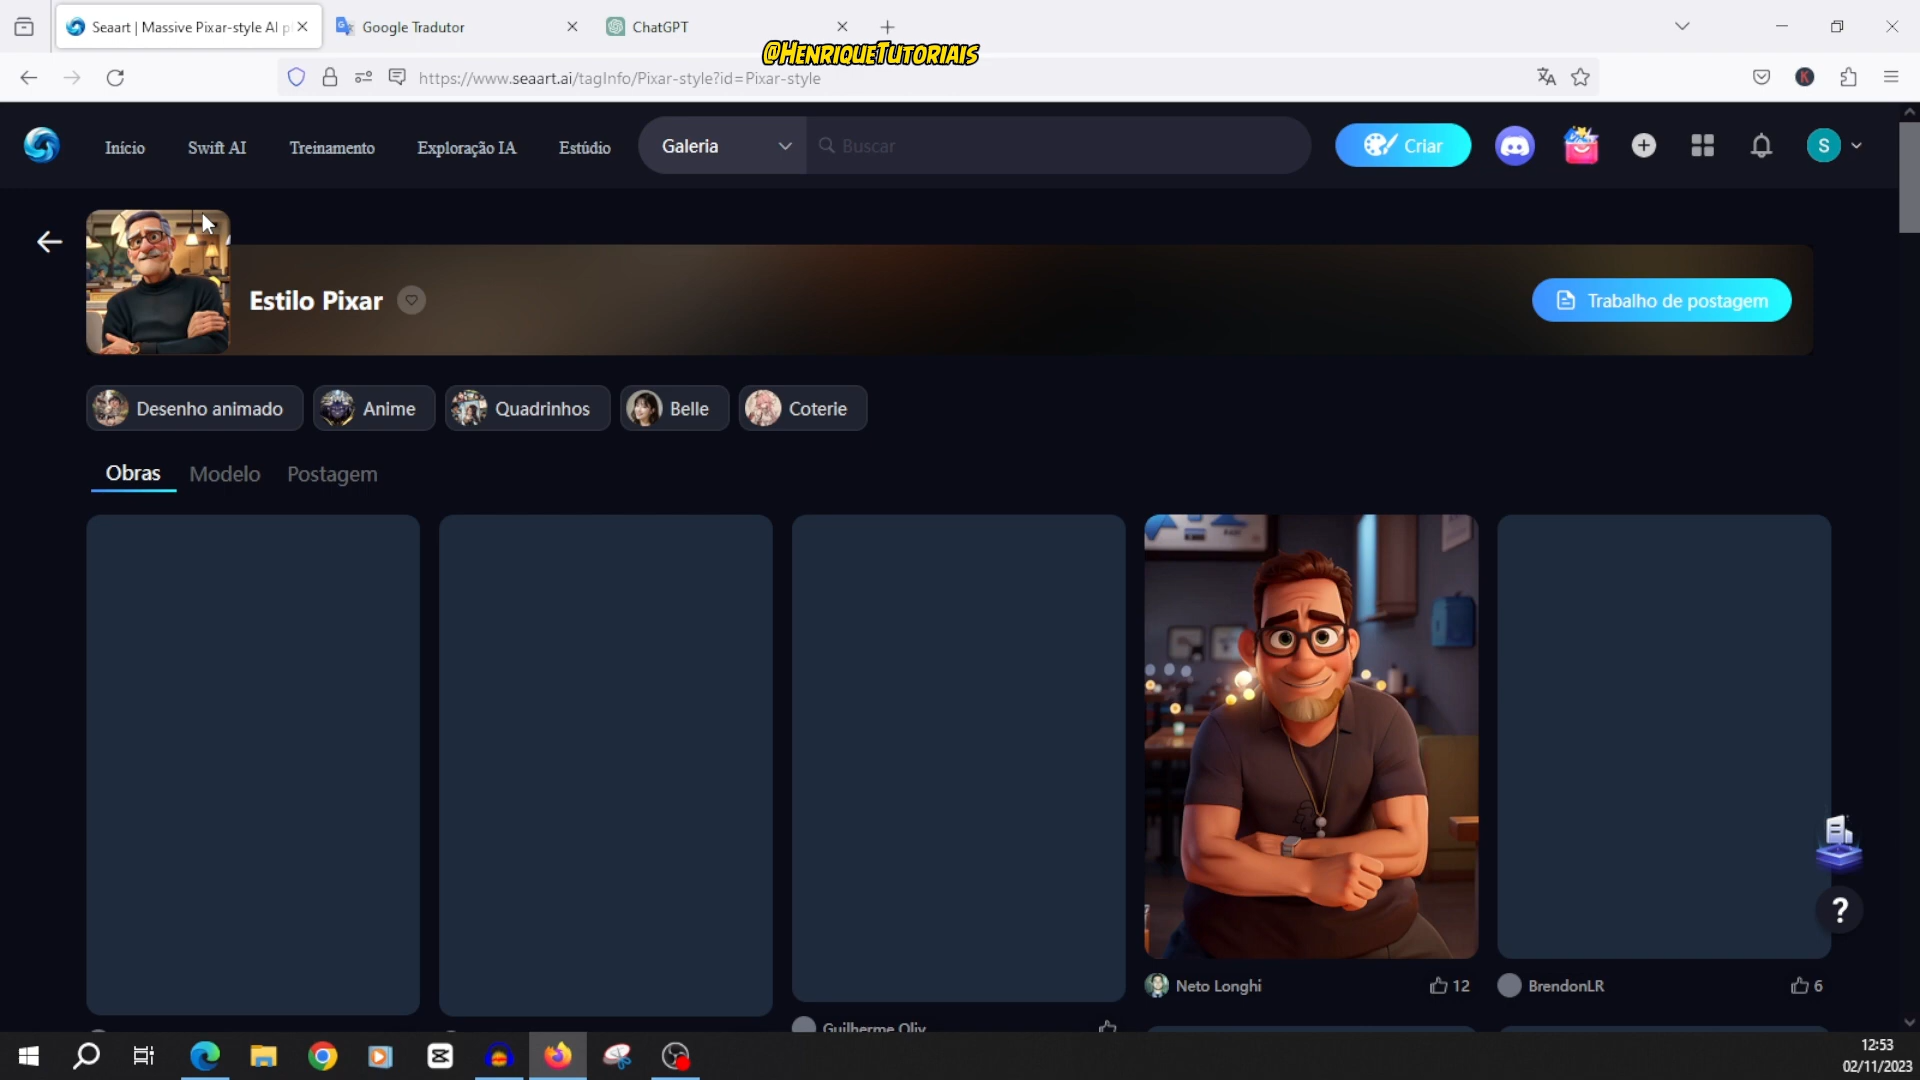 Seaart | Massive Pixar-style AI p
Google Tradutor
ChatGPT
@HenriqueTutoriais
https://www.seaart.ai/tagInfo/Pixar-style?id=Pixar-style
K
Início
Swift AI
Treinamento
Exploração IA
Estúdio
Galeria
Buscar
Criar
S
Estilo Pixar
Trabalho de postagem
Desenho animado
Anime
Quadrinhos
Belle
Coterie
Obras
Modelo
Postagem
Neto Longhi
12
BrendonLR
6
Guilherme Oliv
?
12:53
02/11/2023